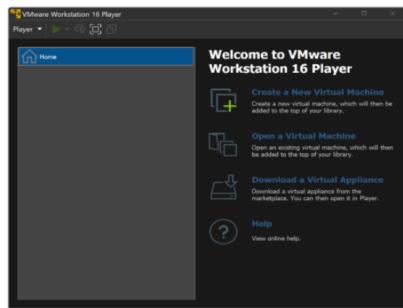 VMware Workstation 16 Player
Player
Home
Welcome to VMware
Workstation 16 Player
Create a New Virtual Machine
Create a new virtual machine, which will then be
added to the top of your library.
Open a Virtual Machine
Open an existing virtual machine, which will then
be added to the top of your library.
Download a Virtual Appliance
Download a virtual appliance from the
marketplace. You can then open it in Player.
Help
View online help.